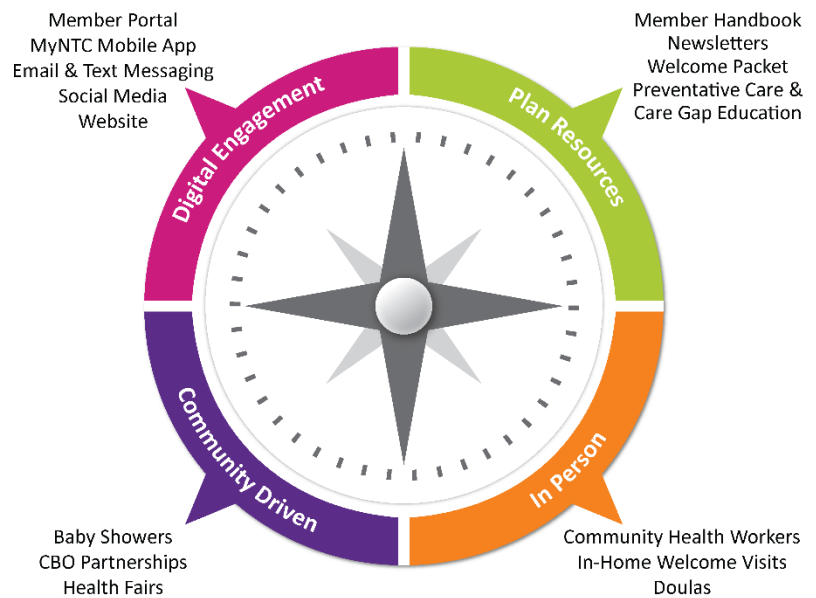 Member Portal
MyNTC Mobile App
Email & Text Messaging
Social Media
Website
Digital Engagement
Member Handbook
Newsletters
Welcome Packet
Preventative Care &
Care Gap Education
Plan Resources
Community Driven
Baby Showers
CBO Partnerships
Health Fairs
In Person
Community Health Workers
In-Home Welcome Visits
Doulas